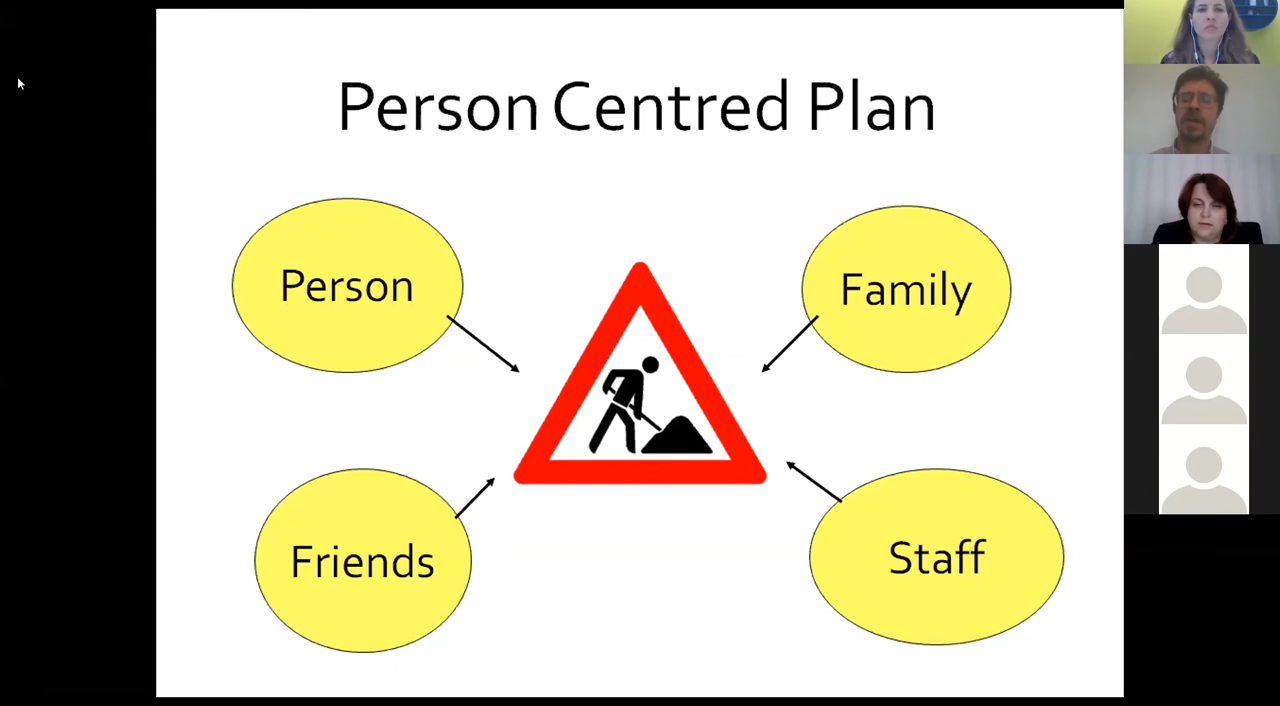 Person Centred Plan
Person
Family
Friends
Staff